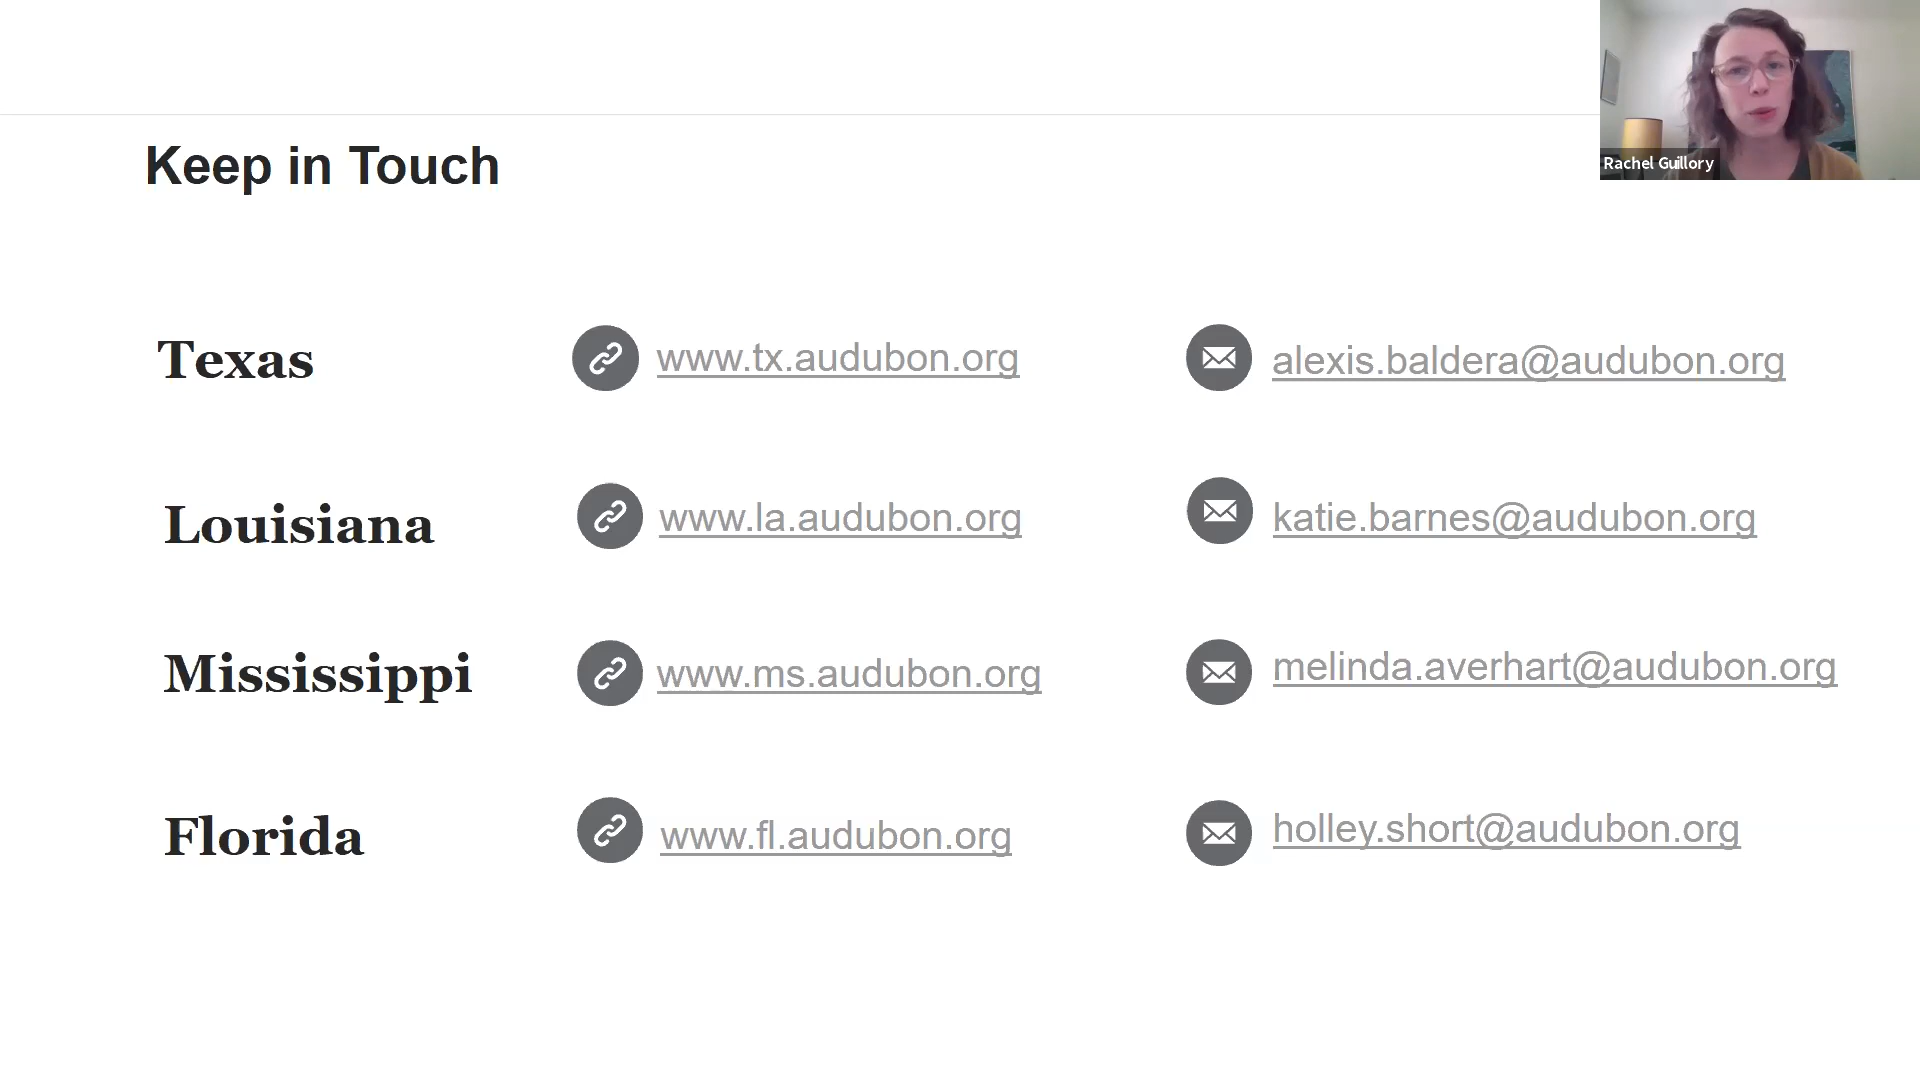 Rachel Guillory
Keep in Touch
Texas
www.tx.audubon.org
alexis.baldera@audubon.org
Louisiana
www.la.audubon.org
katie.barnes@audubon.org
Mississippi
www.ms.audubon.org
melinda.averhart@audubon.org
Florida
www.fl.audubon.org
holley.short@audubon.org